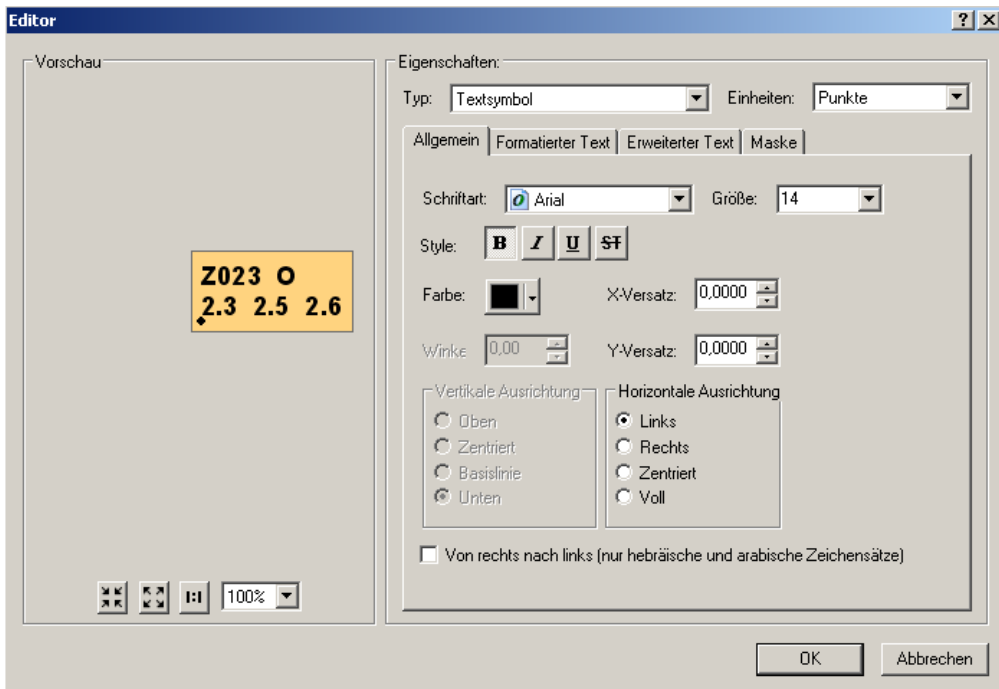 Editor
Vorschau
Z023 O
2.3 2.5 2.6
100%
Eigenschaften:
Typ: Textsymbol Einheiten: Punkte
Allgemein Formatierter Text Erweiterter Text Maske
Schriftart: Arial Größe: 14
Style: B I U ST
Farbe: X-Versatz: 0,0000
Winke 0,00 Y-Versatz: 0,0000
Vertikale Ausrichtung Horizontale Ausrichtung
Oben Links
Zentriert Rechts
Basislinie Zentriert
Unten Voll
Von rechts nach links (nur hebräische und arabische Zeichensätze)
1:1
OK Abbrechen